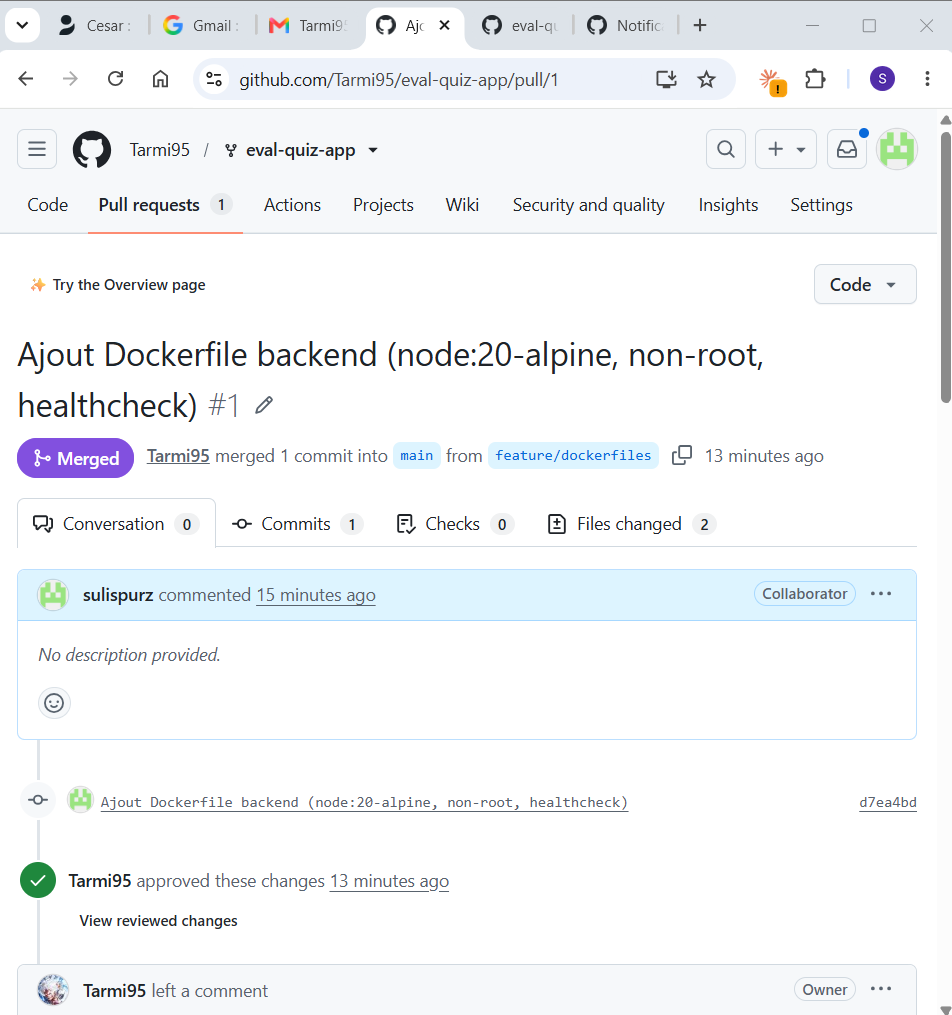 Cesar :
Gmail :
Tarmi95
Ajo
eval-qu
Notific
github.com/Tarmi95/eval-quiz-app/pull/1
!
S
Tarmi95 / eval-quiz-app
Code
Pull requests 1
Actions
Projects
Wiki
Security and quality
Insights
Settings
Try the Overview page
Code
Ajout Dockerfile backend (node:20-alpine, non-root,
healthcheck) #1
Merged
Tarmi95 merged 1 commit into main from feature/dockerfiles 13 minutes ago
Conversation 0
Commits 1
Checks 0
Files changed 2
sulispurz commented 15 minutes ago
Collaborator
No description provided.
Ajout Dockerfile backend (node:20-alpine, non-root, healthcheck)
d7ea4bd
Tarmi95 approved these changes 13 minutes ago
View reviewed changes
Tarmi95 left a comment
Owner